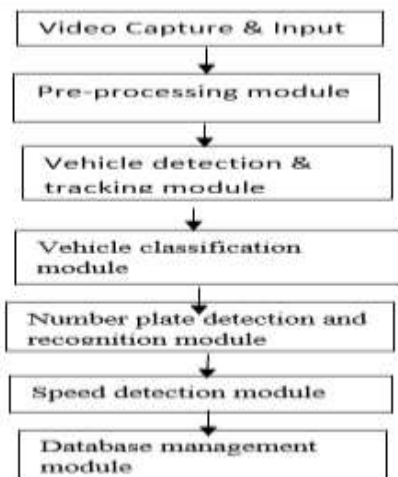 Video Capture & Input
Pre-processing module
Vehicle detection &
tracking module
Vehicle classification
module
Number plate detection and
recognition module
Speed detection module
Database management
module